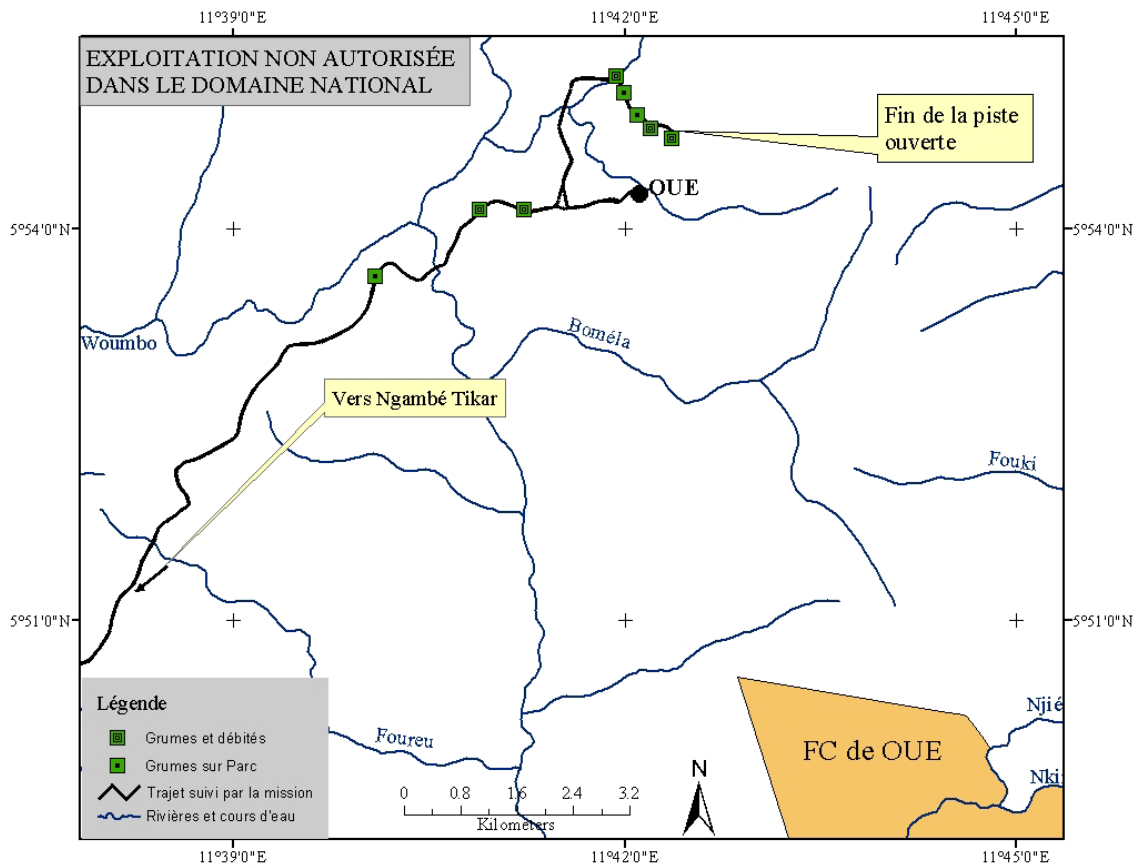 11°39'0"E
11°42'0"E
11°45'0"E
EXPLOITATION NON AUTORISÉE
DANS LE DOMAINE NATIONAL
Fin de la piste
ouverte
OUE
5°54'0"N
5°54'0"N
Woumbo
Boméla
Vers Ngambé Tikar
Fouki
5°51'0"N
5°51'0"N
Légende
Grumes et débités
Grumes sur Parc
Trajet suivi par la mission
Rivières et cours d'eau
Foureu
0 0.8 1.6 2.4 3.2
Kilometers
N
FC de OUE
Njié
Nki
11°39'0"E
11°42'0"E
11°45'0"E